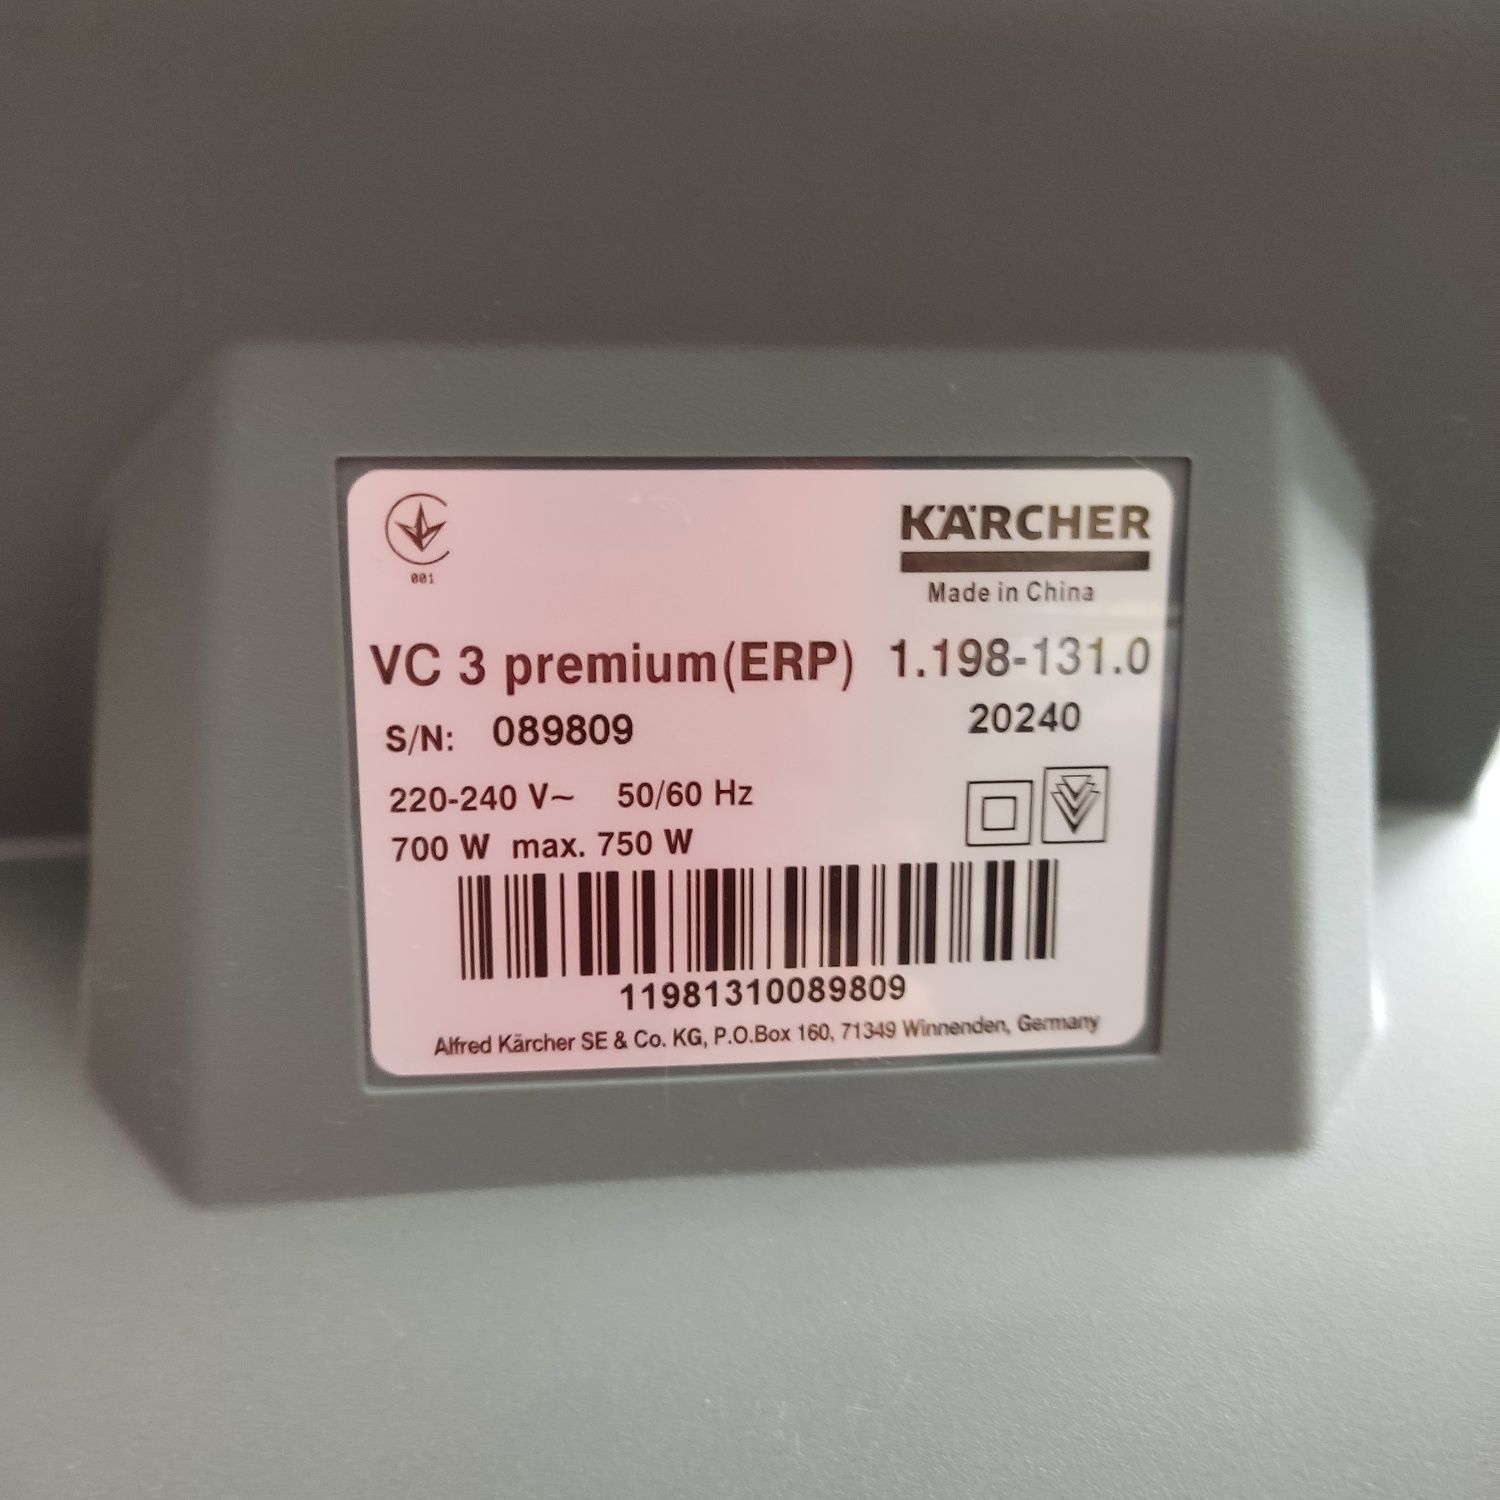 KÄRCHER
001
Made in China
VC 3 premium(ERP) 1.198-131.0
S/N: 089809 20240
220-240 V~ 50/60 Hz
700 W max. 750 W
11981310089809
Alfred Kärcher SE & Co. KG, P.O.Box 160, 71349 Winnenden, Germany